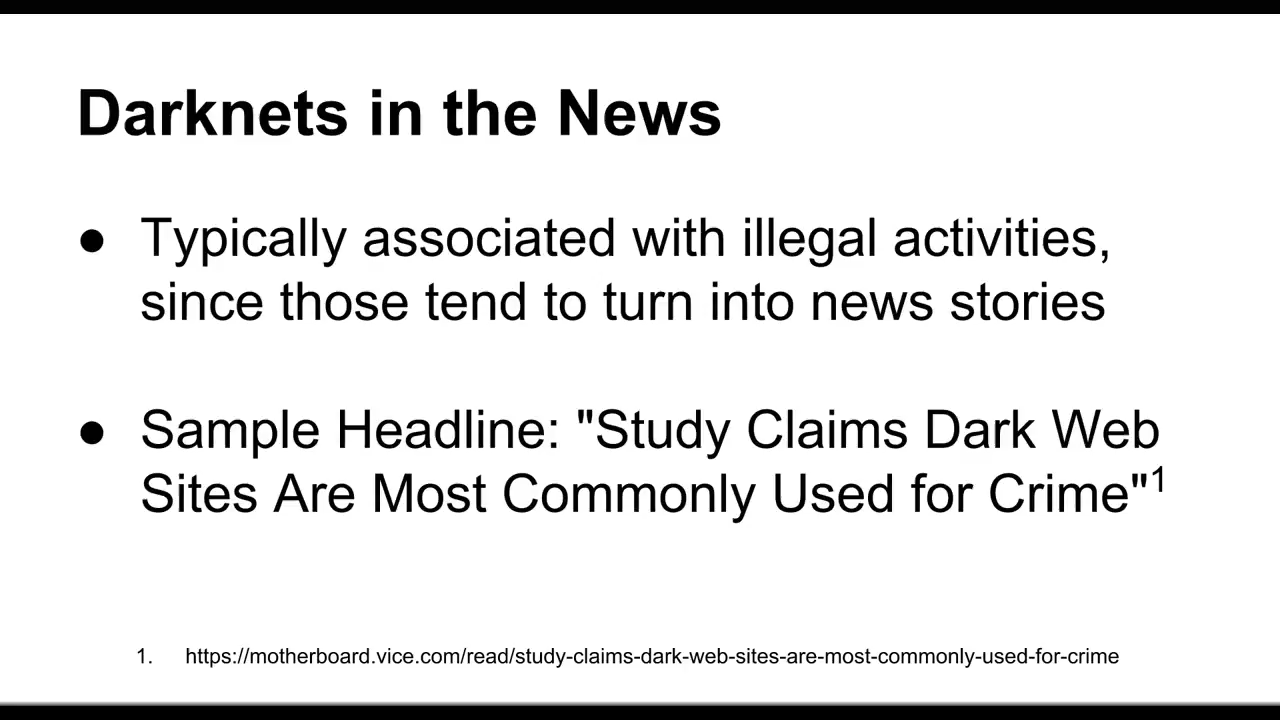 Darknets in the News
● Typically associated with illegal activities,
since those tend to turn into news stories
● Sample Headline: "Study Claims Dark Web
Sites Are Most Commonly Used for Crime"1
1. https://motherboard.vice.com/read/study-claims-dark-web-sites-are-most-commonly-used-for-crime